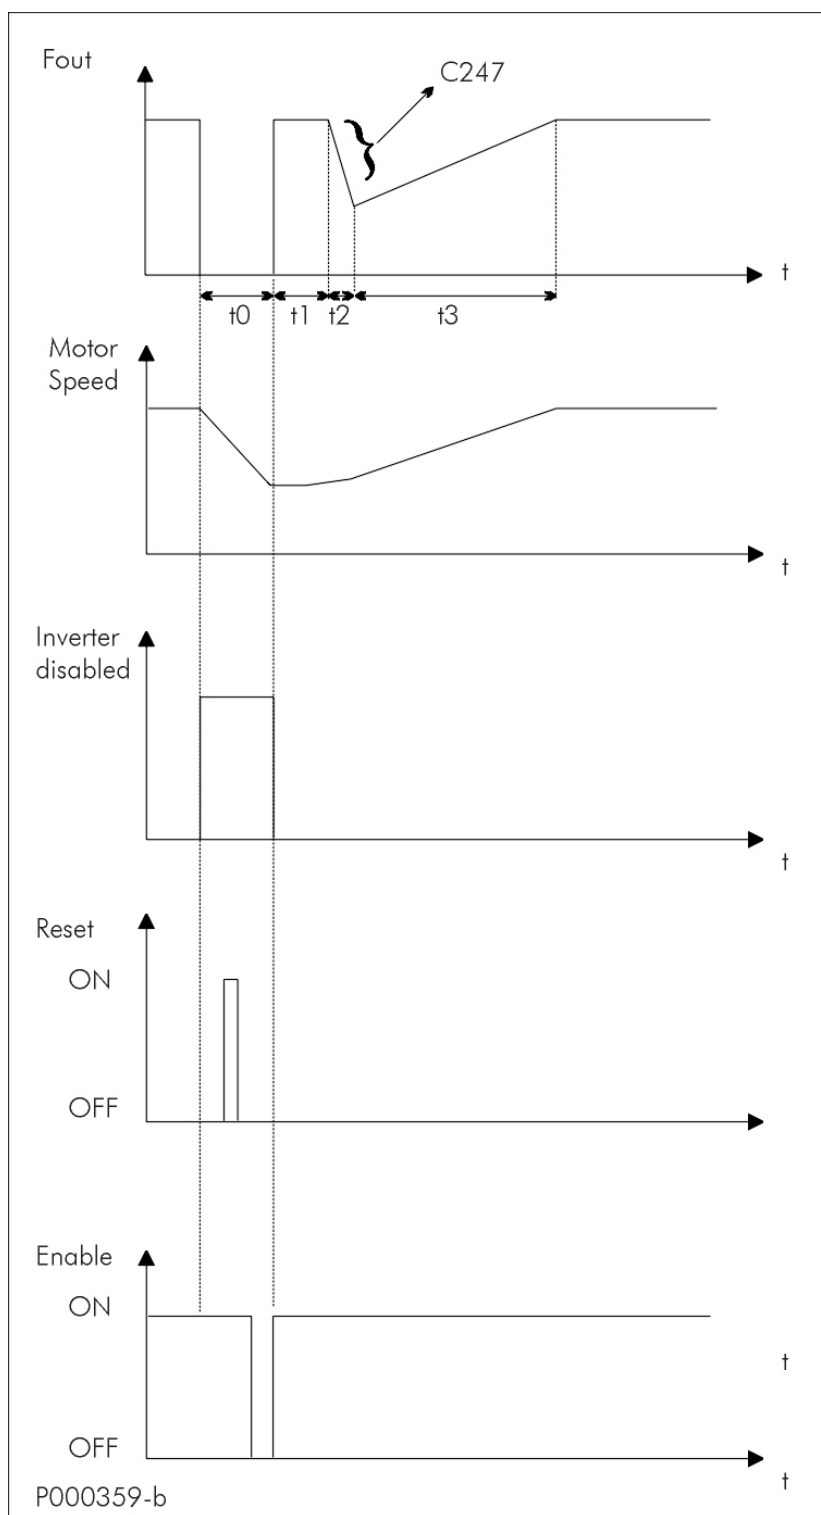 Fout
C247
t
t0
t1
t2
t3
Motor
Speed
t
Inverter
disabled
t
Reset
ON
OFF
Enable
ON
t
OFF
t
P000359-b